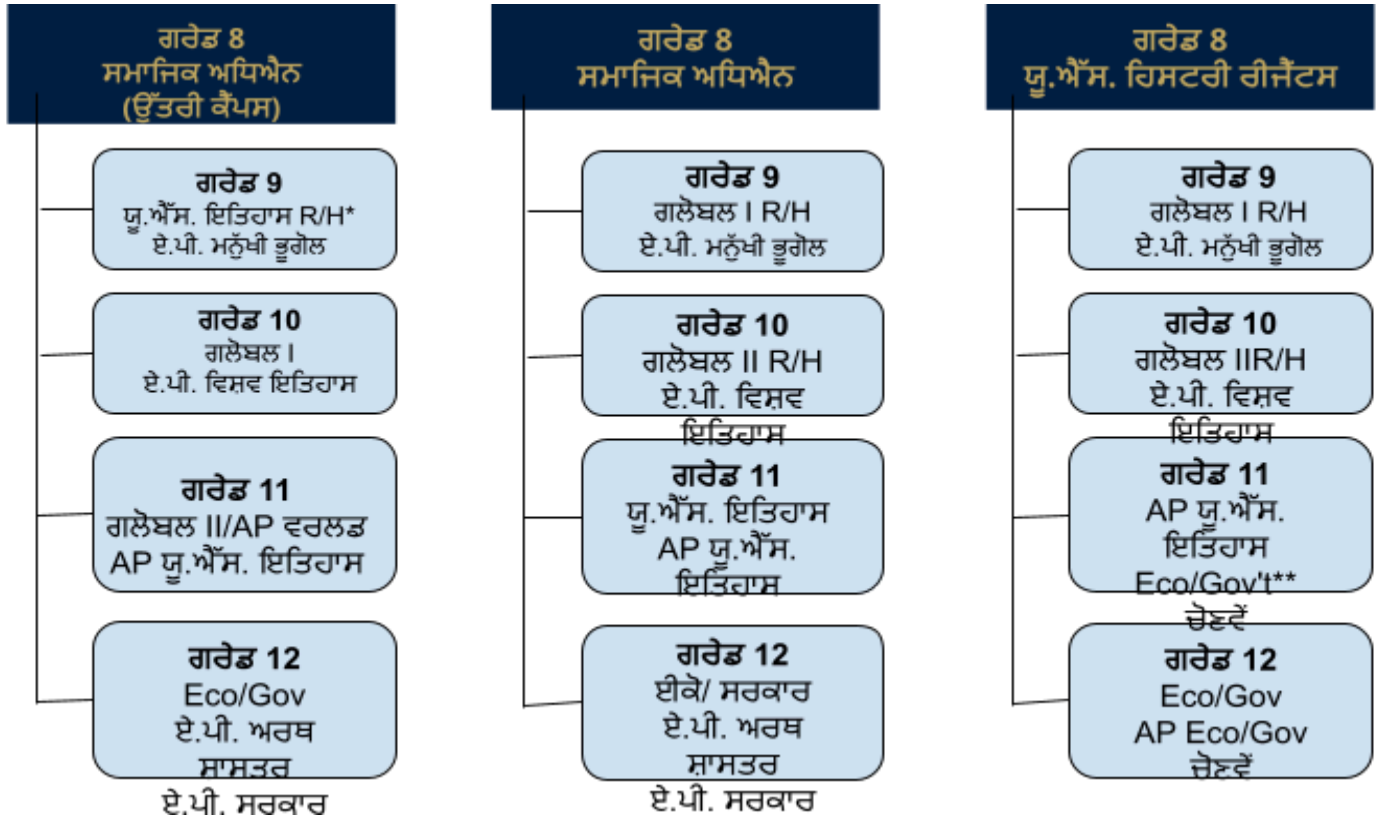 ਗਰੇਡ 8
ਸਮਾਜਿਕ ਅਧਿਐਨ
(ਉੱਤਰੀ ਕੈਂਪਸ)
ਗਰੇਡ 9
ਯੂ.ਐੱਸ. ਇਤਿਹਾਸ R/H*
ਏ.ਪੀ. ਮਨੁੱਖੀ ਭੂਗੋਲ
ਗਰੇਡ 10
ਗਲੋਬਲ I
ਏ.ਪੀ. ਵਿਸ਼ਵ ਇਤਿਹਾਸ
ਗਰੇਡ 11
ਗਲੋਬਲ II/AP ਵਰਲਡ
AP ਯੂ.ਐੱਸ. ਇਤਿਹਾਸ
ਗਰੇਡ 12
Eco/Gov
ਏ.ਪੀ. ਅਰਥ
ਸ਼ਾਸਤਰ
ਏ.ਪੀ. ਸਰਕਾਰ
ਗਰੇਡ 8
ਸਮਾਜਿਕ ਅਧਿਐਨ
ਗਰੇਡ 9
ਗਲੋਬਲ I R/H
ਏ.ਪੀ. ਮਨੁੱਖੀ ਭੂਗੋਲ
ਗਰੇਡ 10
ਗਲੋਬਲ II R/H
ਏ.ਪੀ. ਵਿਸ਼ਵ
ਇਤਿਹਾਸ
ਗਰੇਡ 11
ਯੂ.ਐੱਸ. ਇਤਿਹਾਸ
AP ਯੂ.ਐੱਸ.
ਇਤਿਹਾਸ
ਗਰੇਡ 12
ਈਕੋ/ ਸਰਕਾਰ
ਏ.ਪੀ. ਅਰਥ
ਸ਼ਾਸਤਰ
ਏ.ਪੀ. ਸਰਕਾਰ
ਗਰੇਡ 8
ਯੂ.ਐੱਸ. ਹਿਸਟਰੀ ਰੀਜੈਂਟਸ
ਗਰੇਡ 9
ਗਲੋਬਲ I R/H
ਏ.ਪੀ. ਮਨੁੱਖੀ ਭੂਗੋਲ
ਗਰੇਡ 10
ਗਲੋਬਲ IIR/H
ਏ.ਪੀ. ਵਿਸ਼ਵ
ਇਤਿਹਾਸ
ਗਰੇਡ 11
AP ਯੂ.ਐੱਸ.
ਇਤਿਹਾਸ
Eco/Gov't**
ਚੋਣਵੇਂ
ਗਰੇਡ 12
Eco/Gov
AP Eco/Gov
ਚੋਣਵੇਂ